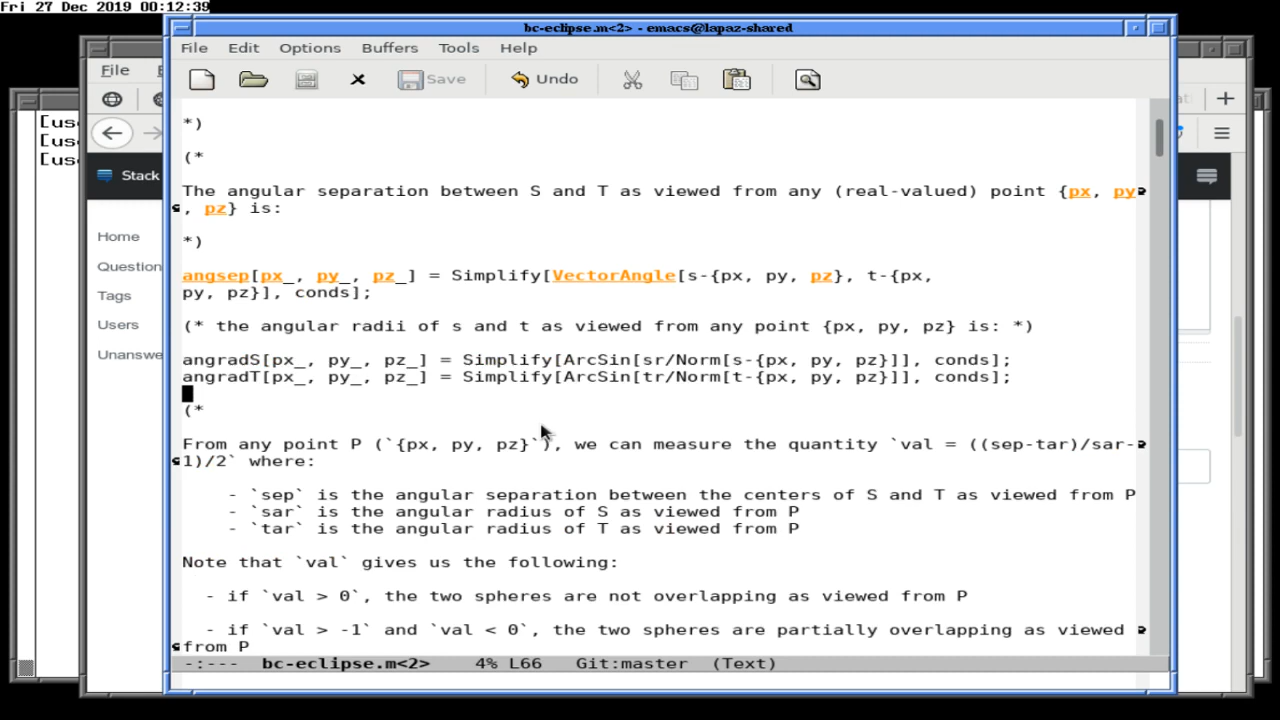 Fri 27 Dec 2019 00:12:39
bc-eclipse.m<2> - emacs@lapaz-shared
File Edit Options Buffers Tools Help
File
Save Undo
[us
[us
[us
Stack
Home
Question
Tags
Users
Unanswe
*)
(*
The angular separation between S and T as viewed from any (real-valued) point {px, py
, pz} is:
*)
angsep[px_, py_, pz_] = Simplify[VectorAngle[s-{px, py, pz}, t-{px,
py, pz}], conds];
(* the angular radii of s and t as viewed from any point {px, py, pz} is: *)
angradS[px_, py_, pz_] = Simplify[ArcSin[sr/Norm[s-{px, py, pz}]], conds];
angradT[px_, py_, pz_] = Simplify[ArcSin[tr/Norm[t-{px, py, pz}]], conds];
(*
From any point P (`{px, py, pz}`), we can measure the quantity `val = ((sep-tar)/sar-
1)/2` where:
- `sep` is the angular separation between the centers of S and T as viewed from P
- `sar` is the angular radius of S as viewed from P
- `tar` is the angular radius of T as viewed from P
Note that `val` gives us the following:
- if `val > 0`, the two spheres are not overlapping as viewed from P
- if `val > -1` and `val < 0`, the two spheres are partially overlapping as viewed
from P
-:--- bc-eclipse.m<2> 4% L66 Git:master (Text)